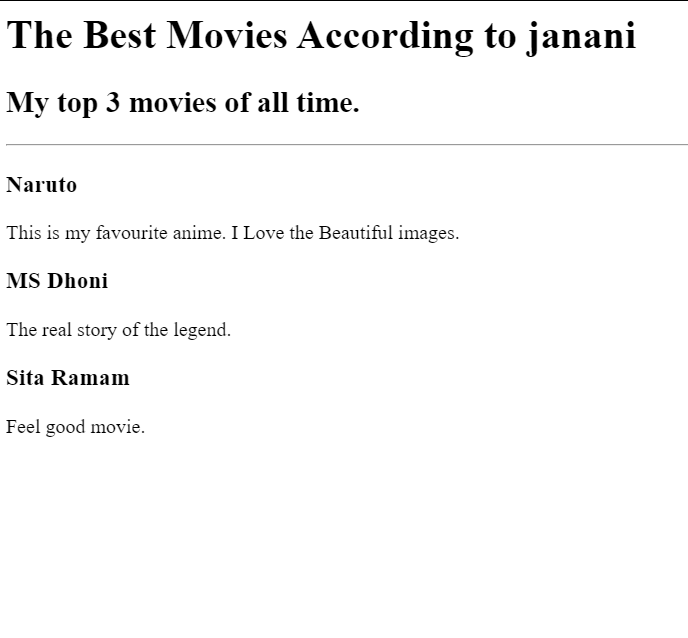 The Best Movies According to janani
My top 3 movies of all time.
Naruto
This is my favourite anime. I Love the Beautiful images.
MS Dhoni
The real story of the legend.
Sita Ramam
Feel good movie.